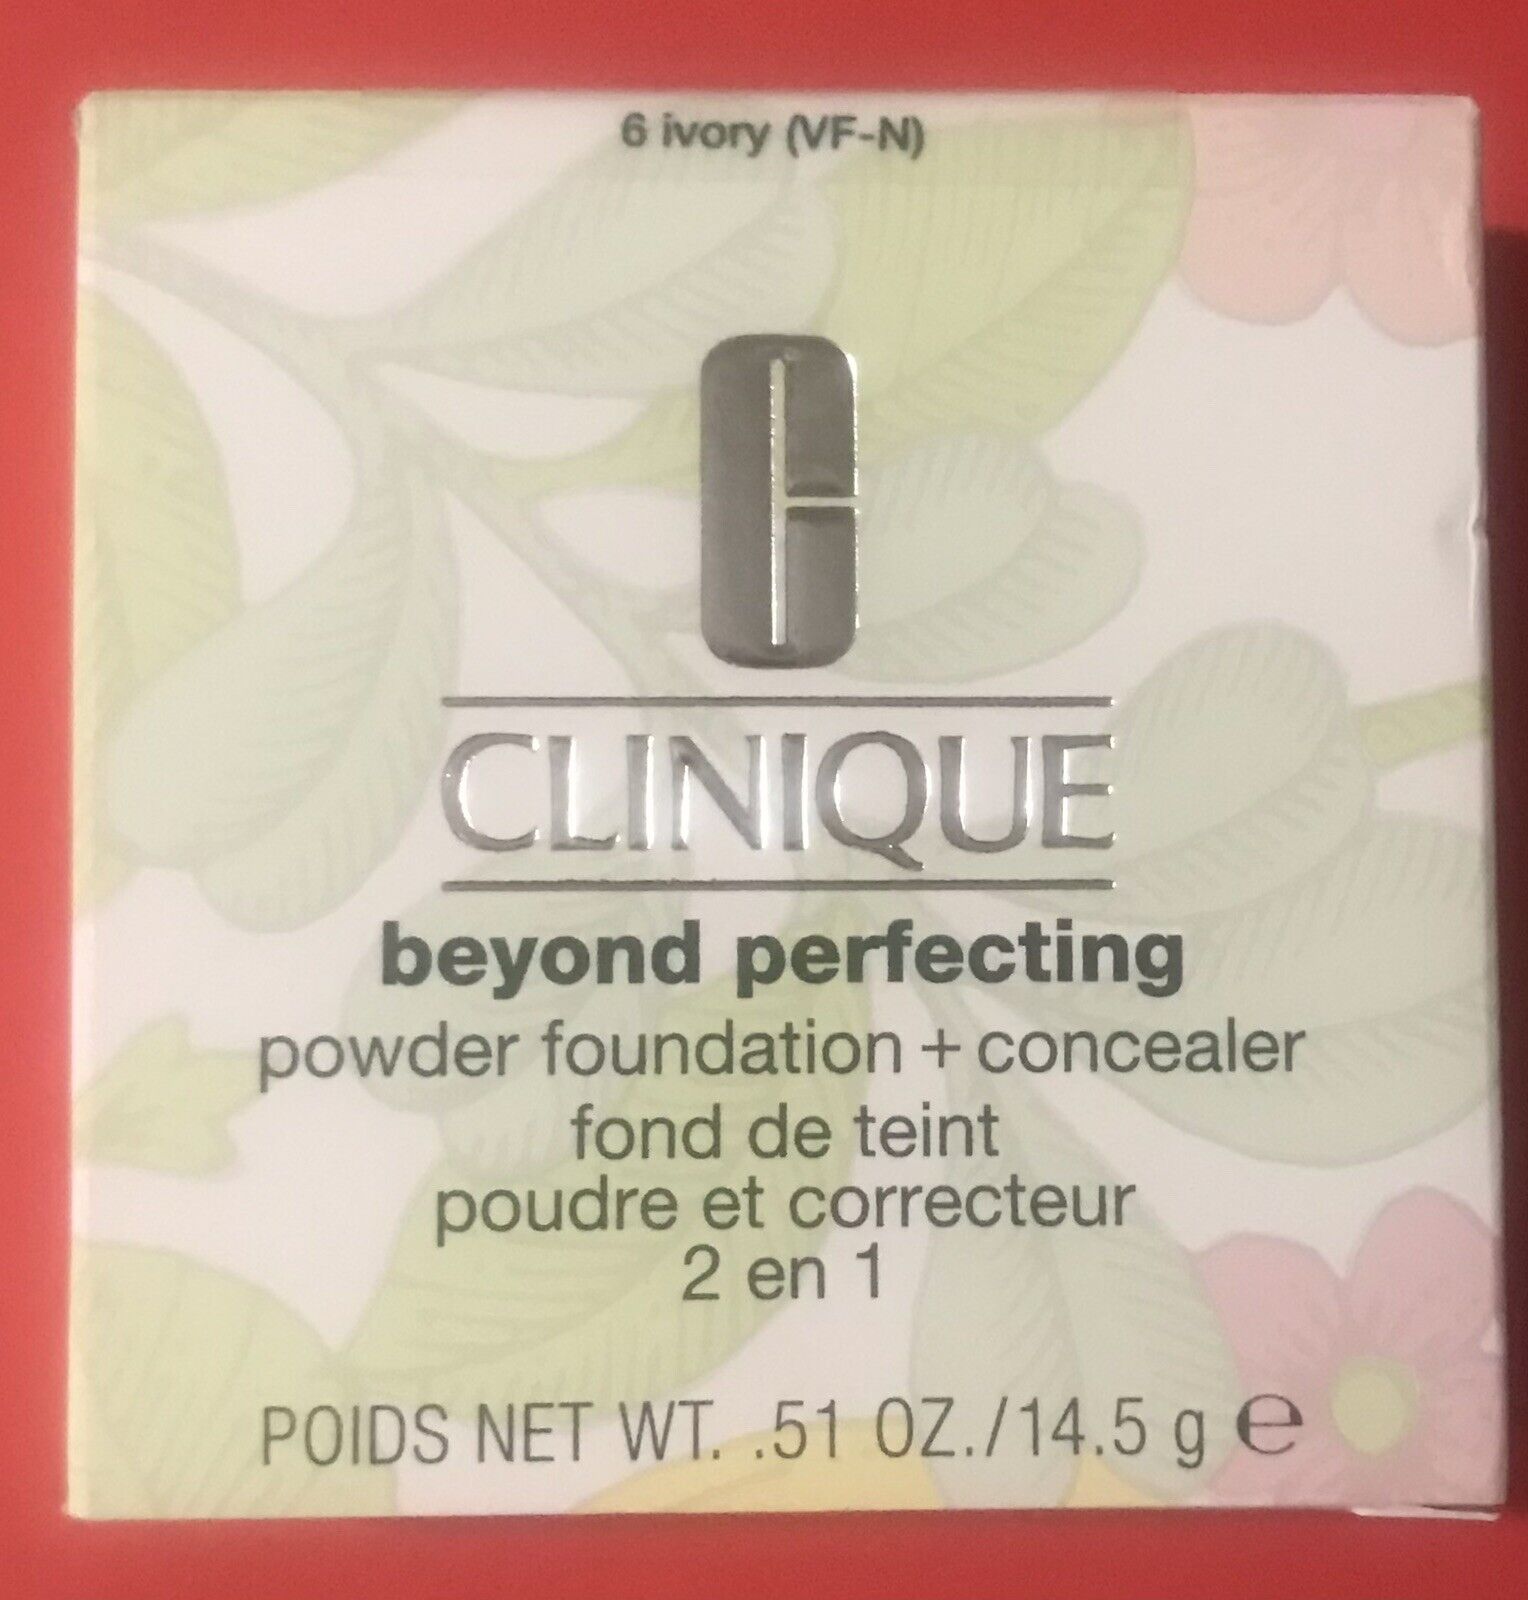 6 ivory (VF-N)
CLINIQUE
beyond perfecting
powder foundation + concealer
fond de teint
poudre et correcteur
2 en 1
POIDS NET WT. .51 OZ./14.5 g ℮